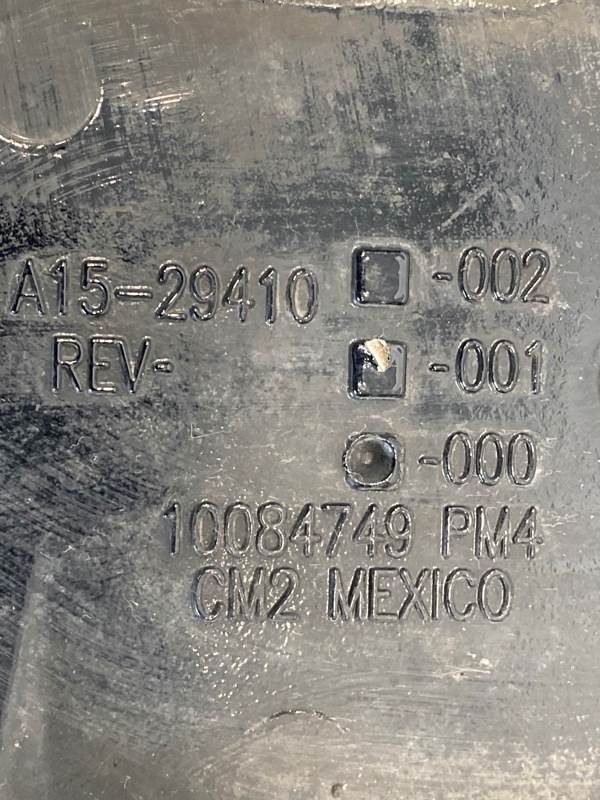 A15-29410 -002
REV- -001
-000
10084749 PM4
CM2 MEXICO